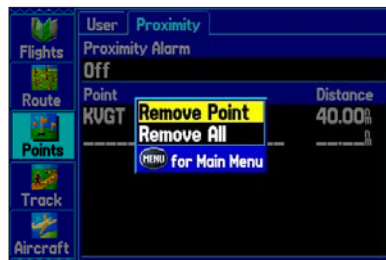 User Proximity
Flights
Proximity Alarm
Off
Route
Point Distance
KVGT 40.00
Remove Point
Remove All
MENU for Main Menu
Points
Track
Aircraft